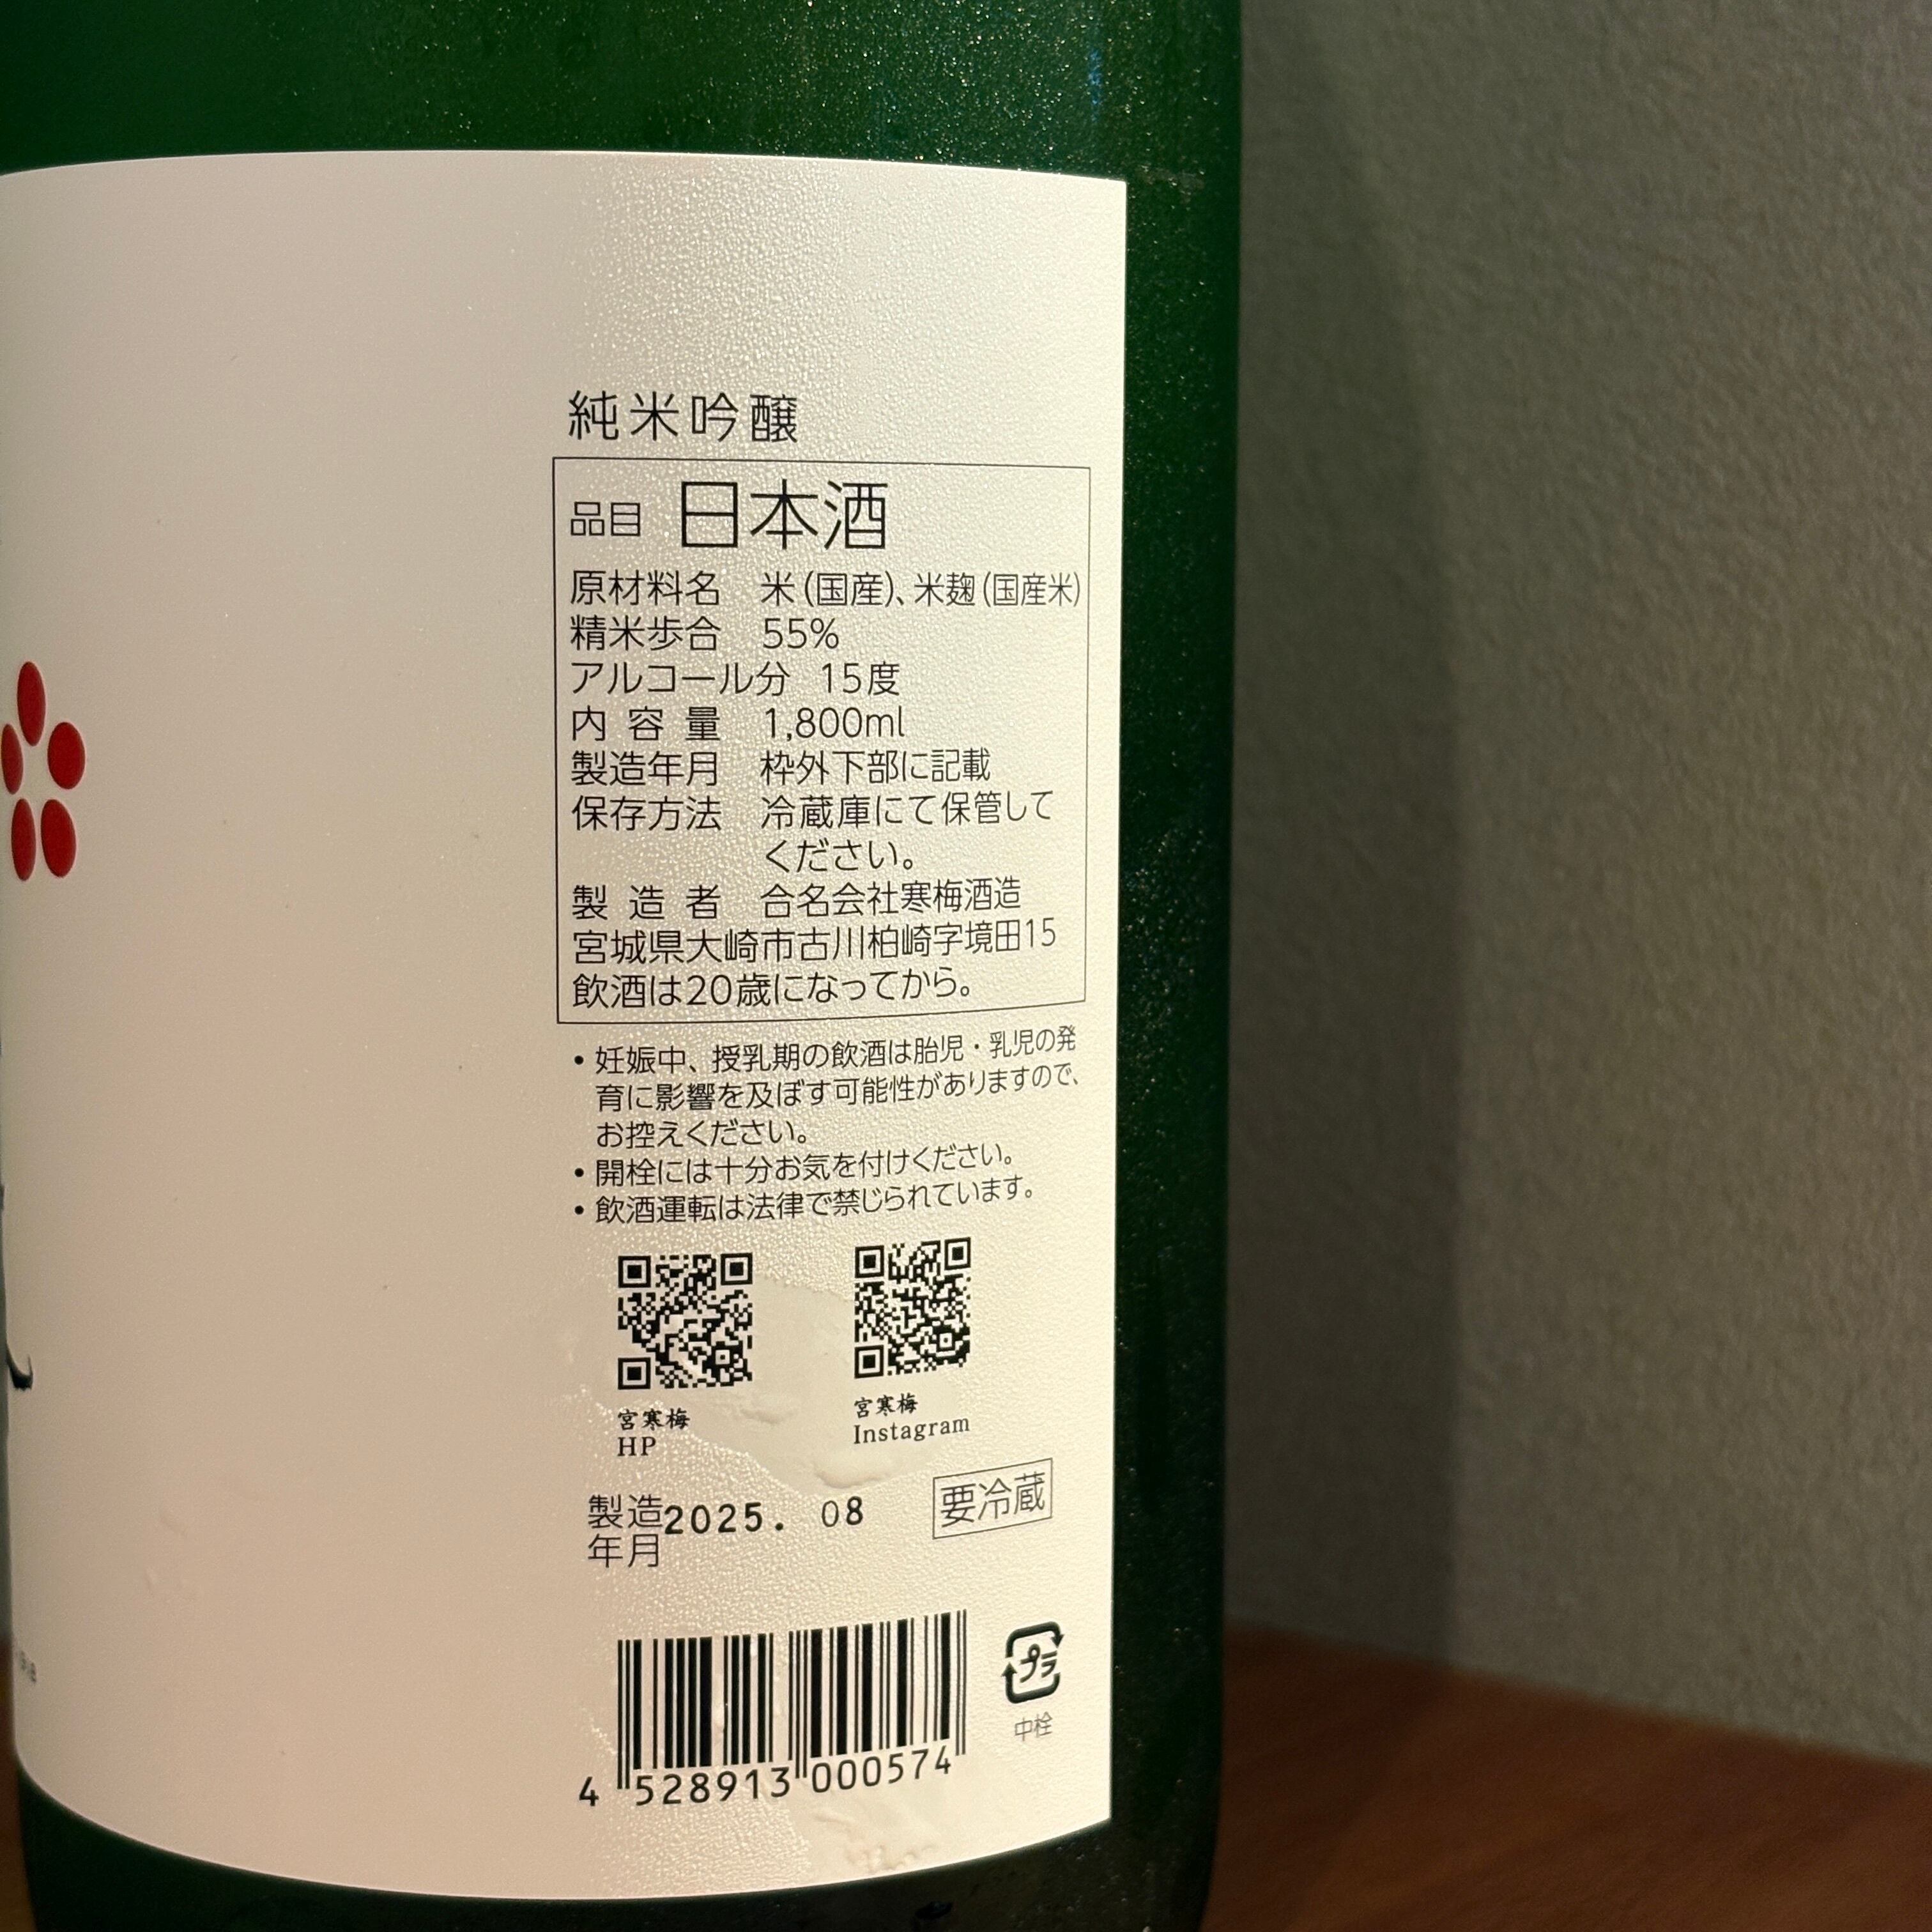 純米吟醸
品目 日本酒
原材料名 米(国産)、米麹(国産米)
精米歩合 55%
アルコール分 15度
内容量 1,800ml
製造年月 枠外下部に記載
保存方法 冷蔵庫にて保管して
ください。
製造者 合名会社寒梅酒造
宮城県大崎市古川柏崎字境田15
飲酒は20歳になってから。
・妊娠中、授乳期の飲酒は胎児・乳児の発
育に影響を及ぼす可能性がありますので、
お控えください。
・開栓には十分お気を付けください。
・飲酒運転は法律で禁じられています。
宮寒梅
HP
宮寒梅
Instagram
製造
年月
2025. 08
要冷蔵
4 528913 000574
プラ
中栓